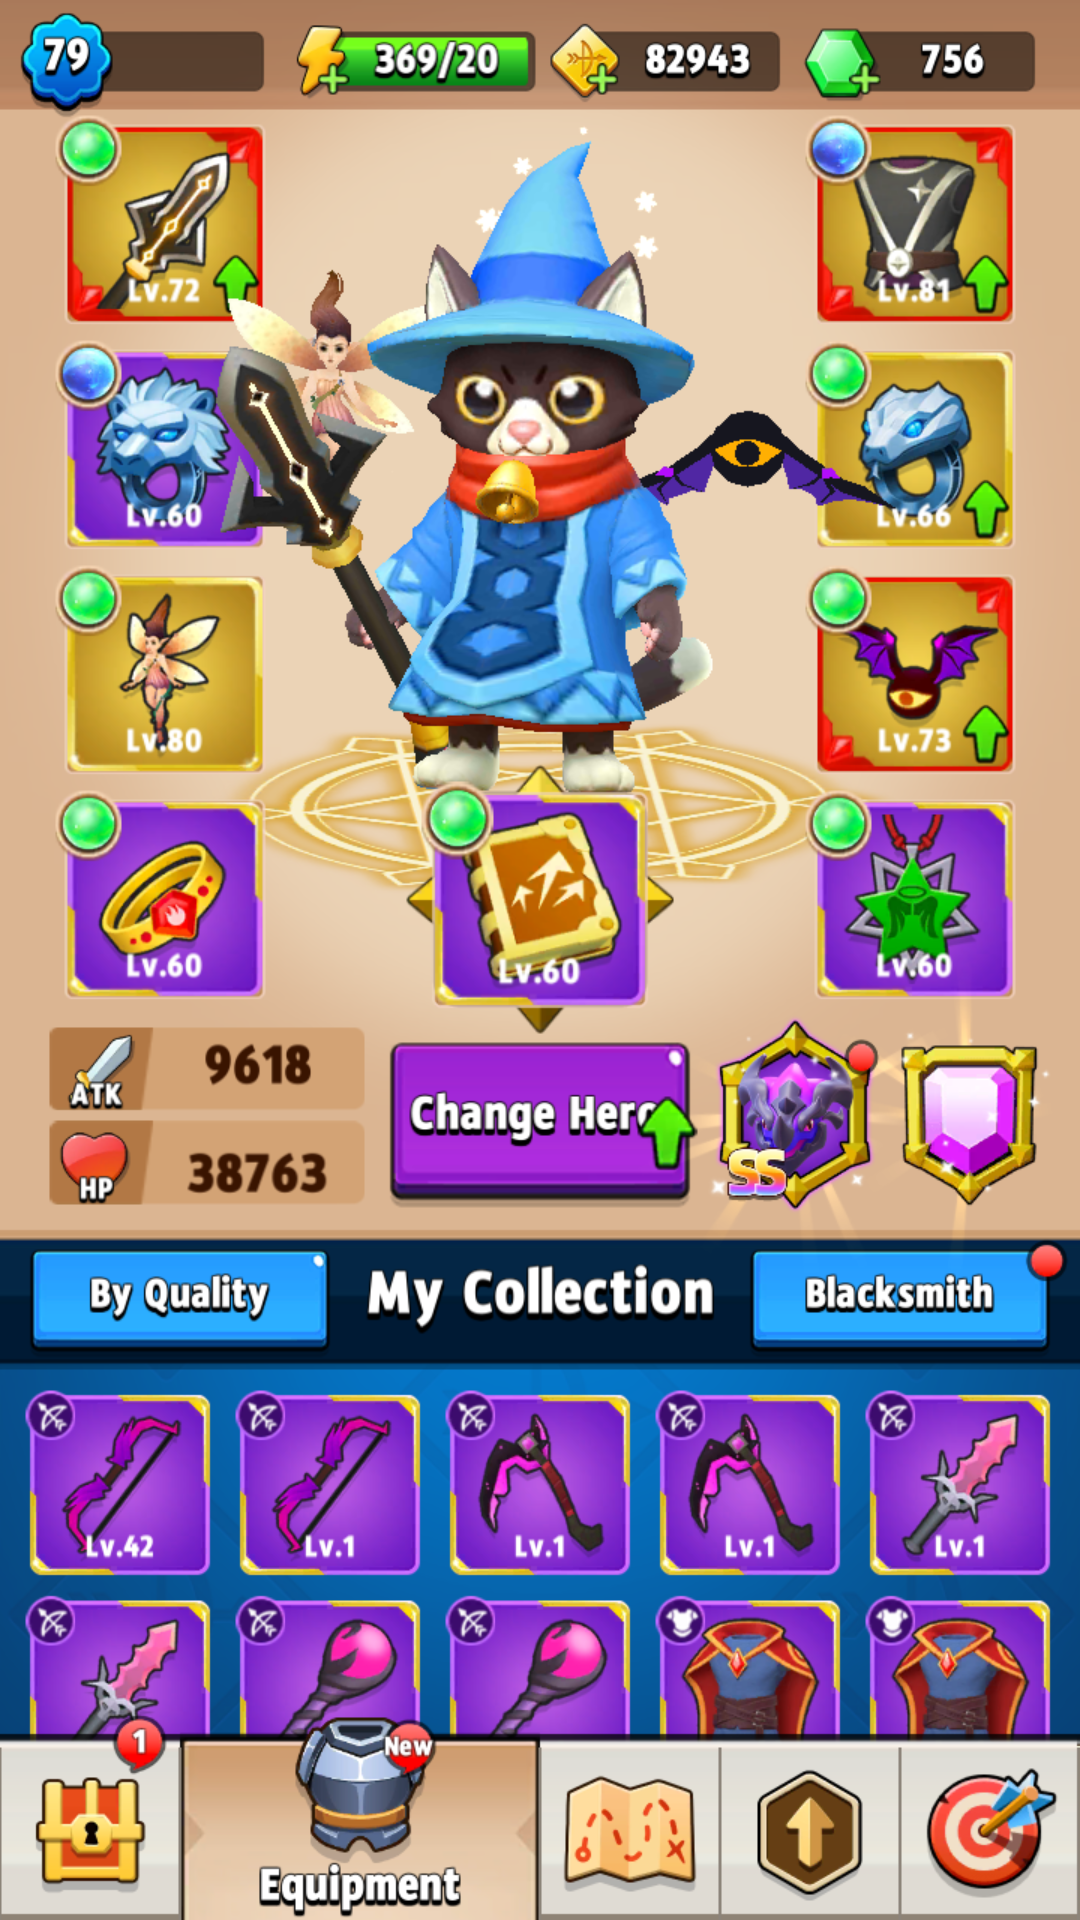 79
369/20
82943
756
Lv.72
Lv.81
Lv.60
Lv.66
Lv.80
Lv.73
Lv.60
Lv.60
Lv.60
ATK
9618
HP
38763
Change Hero
SS
By Quality
My Collection
Blacksmith
Lv.42
Lv.1
Lv.1
Lv.1
Lv.1
1
New
Equipment